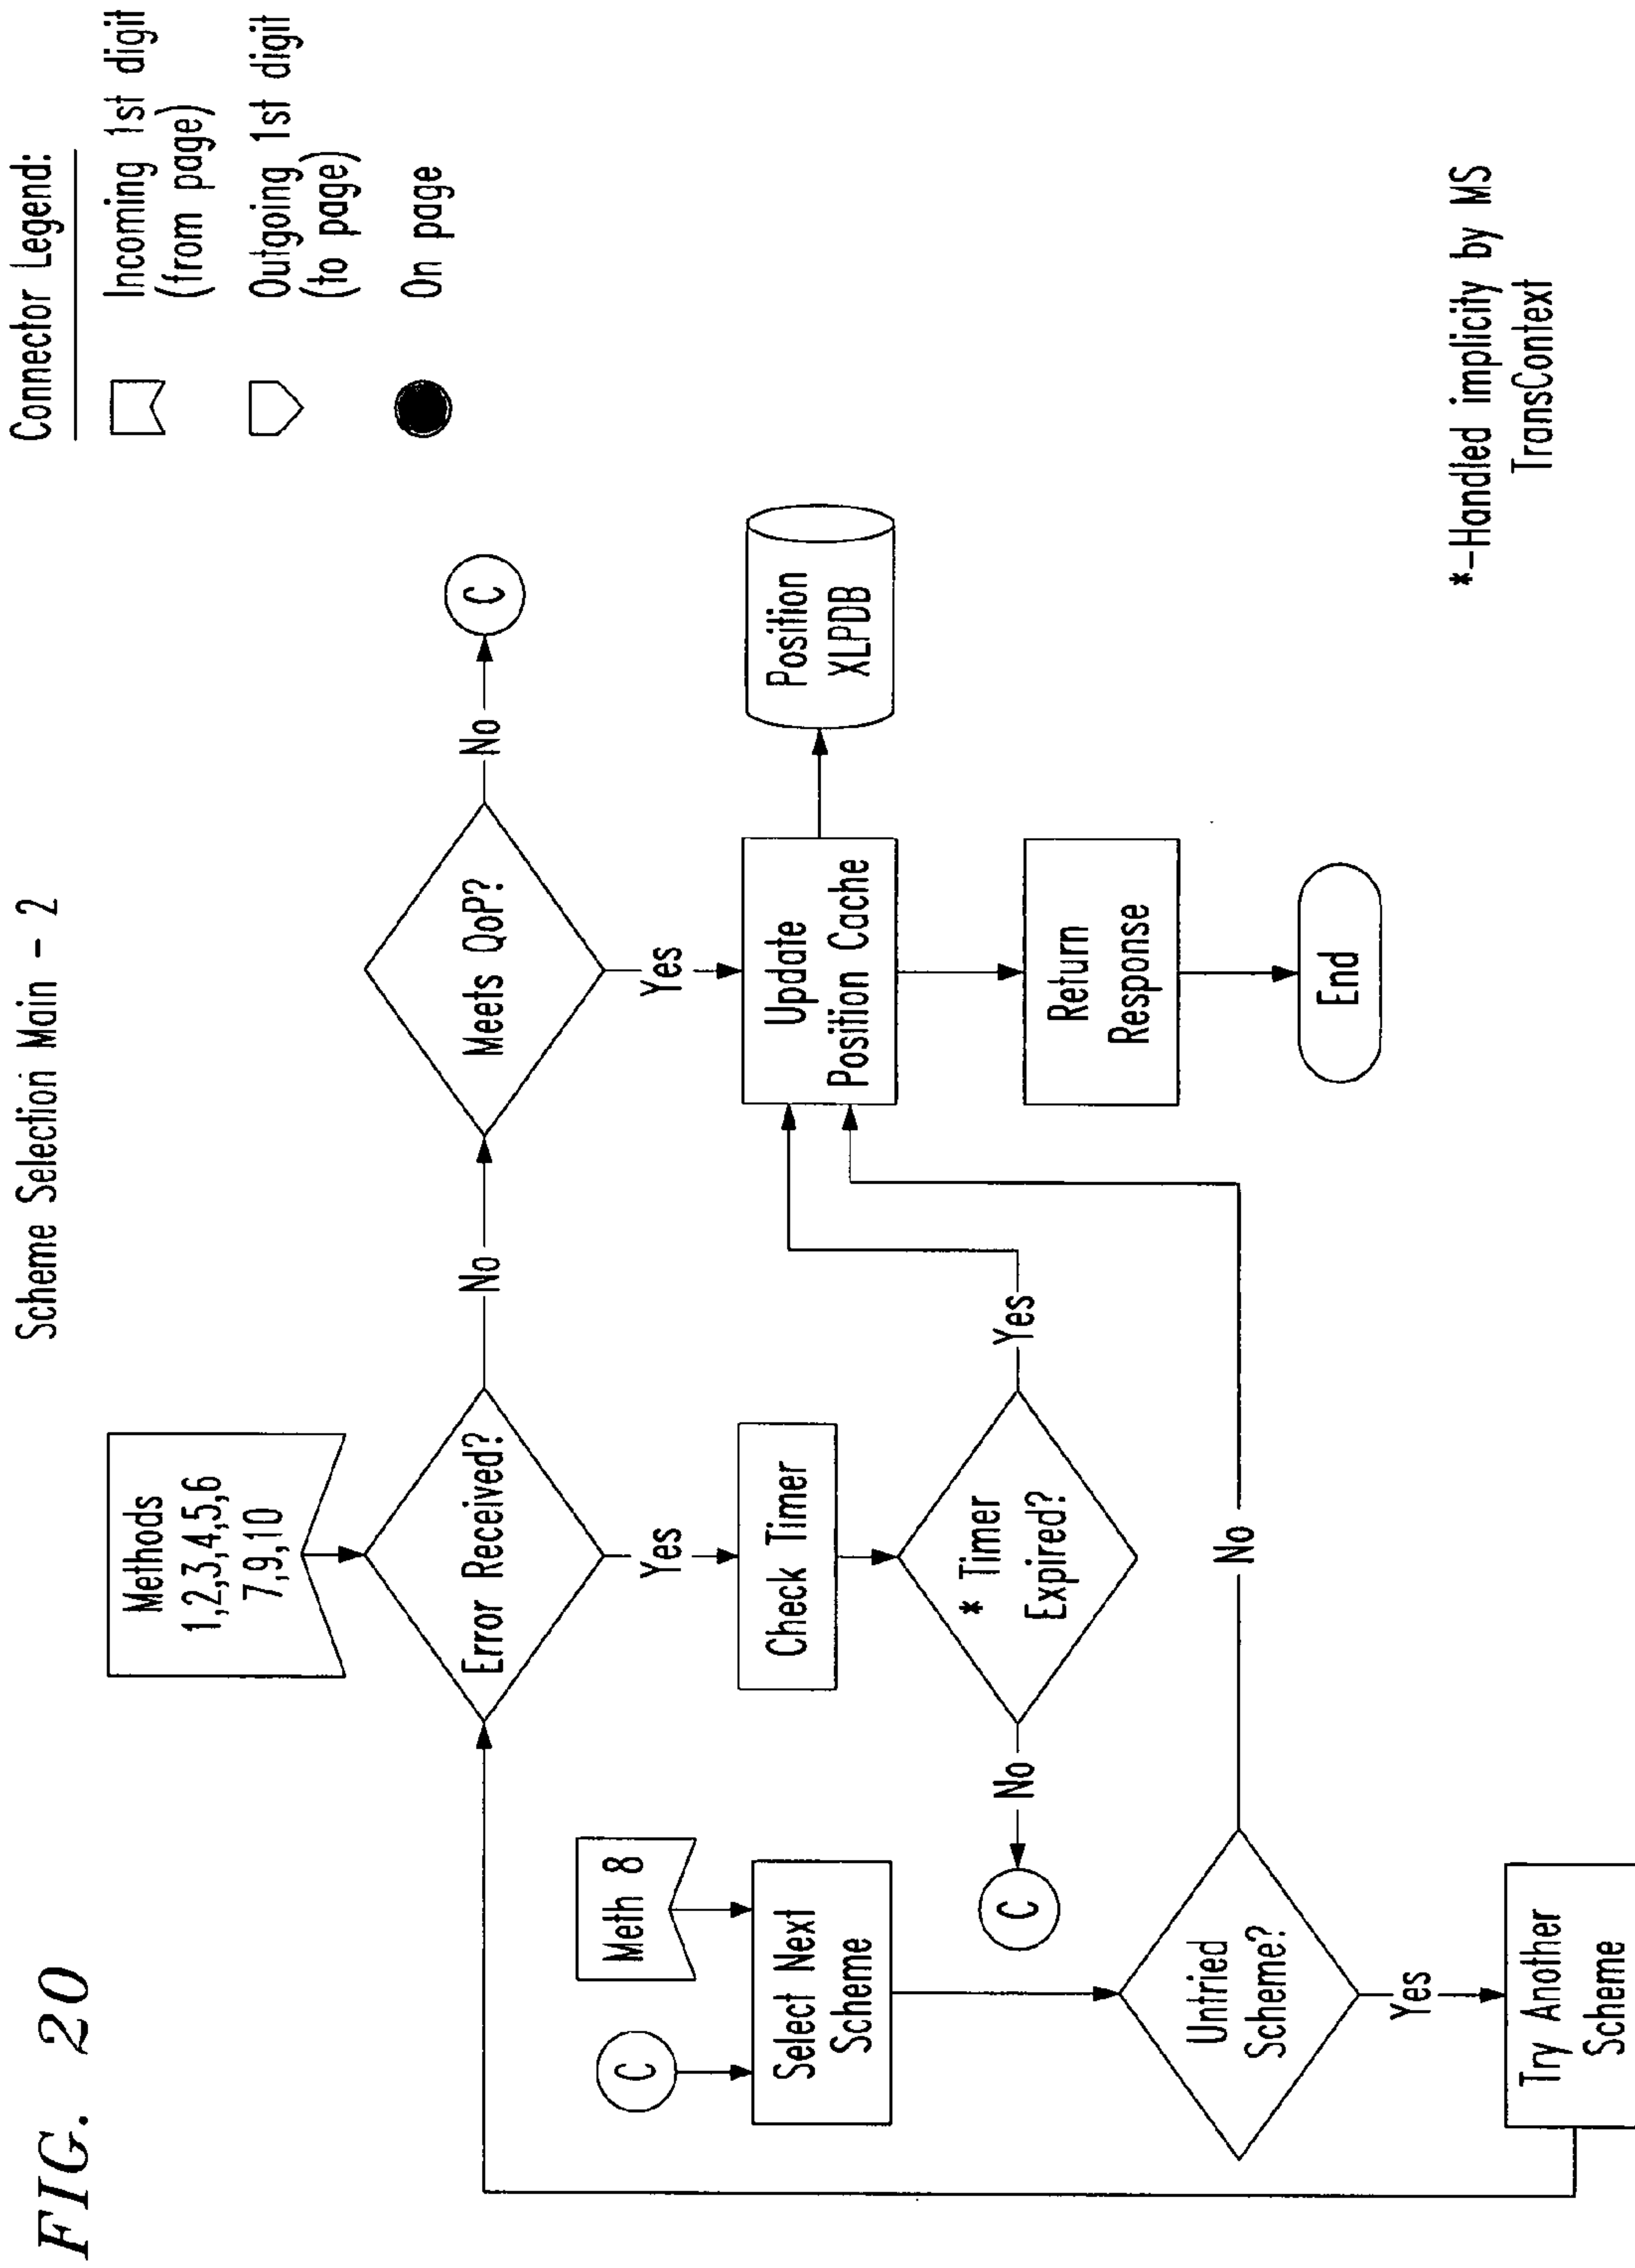 FIG. 20
Scheme Selection Main - 2
Connector Legend:
Incoming 1st digit
(from page)
Outgoing 1st digit
(to page)
On page
Methods
1,2,3,4,5,6
7,9,10
Error Received?
No
Meets QoP?
No
C
Yes
Yes
Check Timer
* Timer
Expired?
Yes
No
C
Update
Position Cache
Position
XLPDB
Return
Response
End
C
Meth 8
Select Next
Scheme
Untried
Scheme?
No
Yes
Try Another
Scheme
*-Handled implicity by MS
TransContext